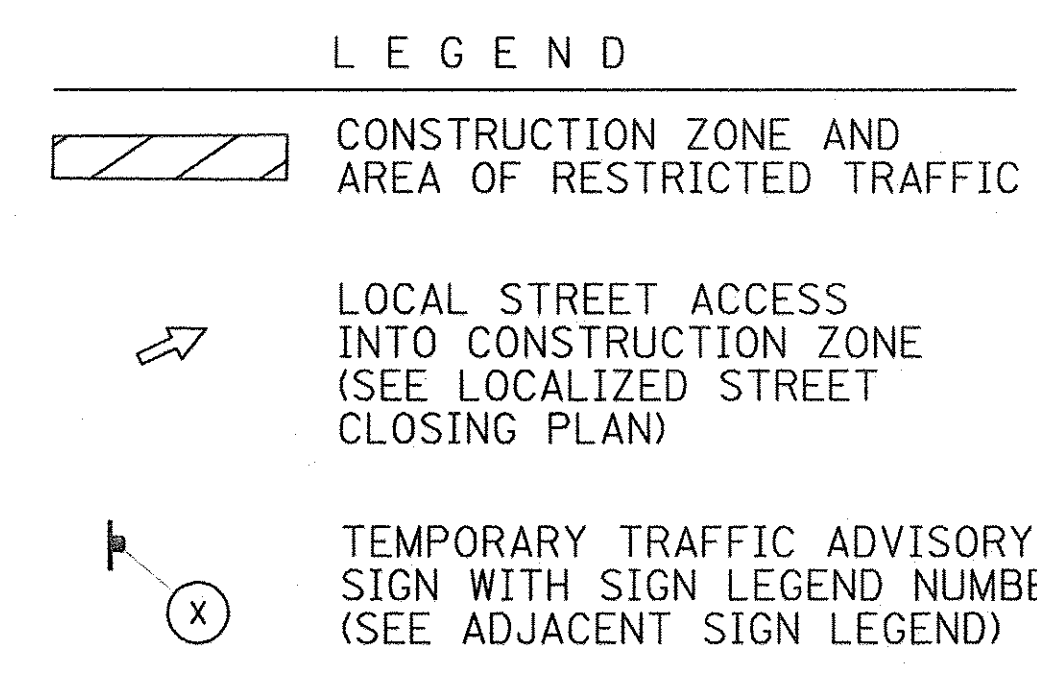 LEGEND
CONSTRUCTION ZONE AND
AREA OF RESTRICTED TRAFFIC
LOCAL STREET ACCESS
INTO CONSTRUCTION ZONE
(SEE LOCALIZED STREET
CLOSING PLAN)
TEMPORARY TRAFFIC ADVISORY
SIGN WITH SIGN LEGEND NUMBE
(SEE ADJACENT SIGN LEGEND)
X